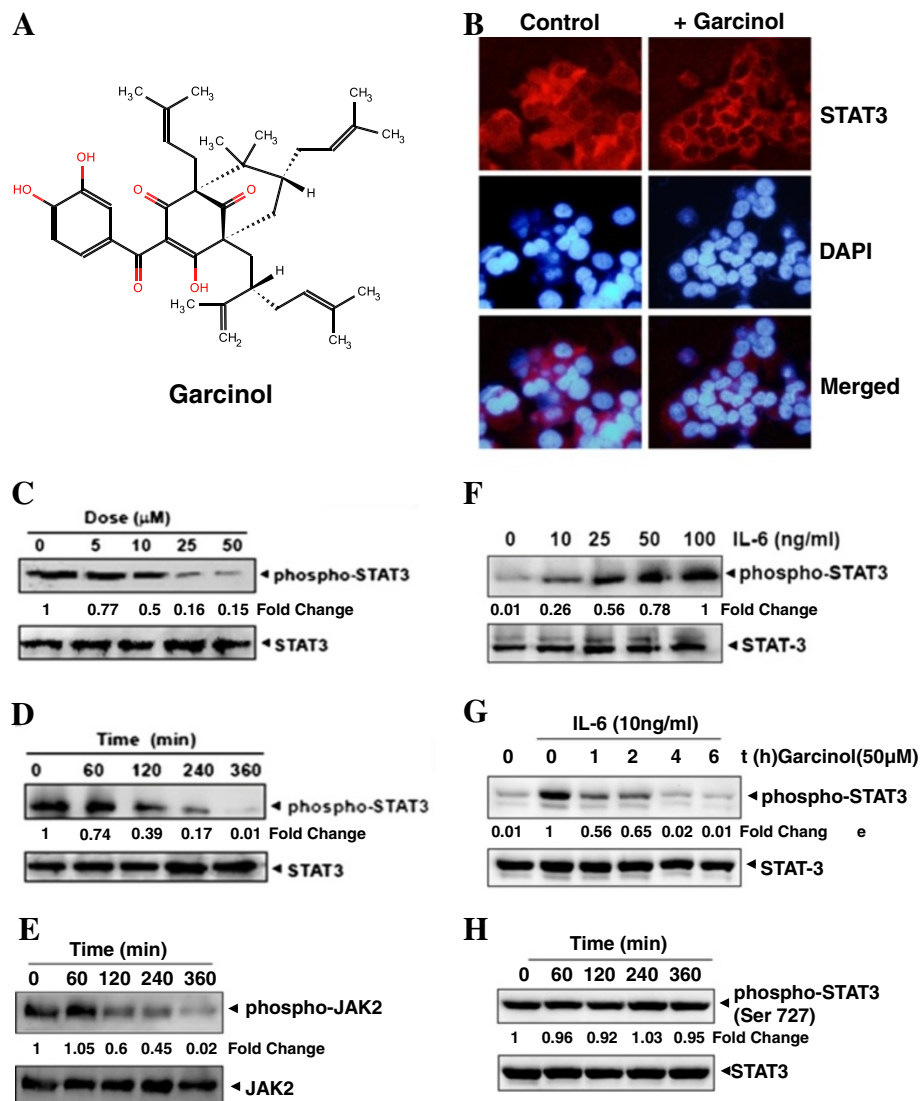 A
CH3
H3C
CH3
H3C
CH3
CH3
OH
HO
O
O
H
O
OH
H
H3C
CH3
CH2
CH3
Garcinol
B
Control
+ Garcinol
STAT3
DAPI
Merged
C
Dose (μM)
0 5 10 25 50
phospho-STAT3
1 0.77 0.5 0.16 0.15 Fold Change
STAT3
D
Time (min)
0 60 120 240 360
phospho-STAT3
1 0.74 0.39 0.17 0.01 Fold Change
STAT3
E
Time (min)
0 60 120 240 360
phospho-JAK2
1 1.05 0.6 0.45 0.02 Fold Change
JAK2
F
0 10 25 50 100 IL-6 (ng/ml)
phospho-STAT3
0.01 0.26 0.56 0.78 1 Fold Change
STAT-3
G
IL-6 (10ng/ml)
0 0 1 2 4 6 t (h)Garcinol(50μM)
phospho-STAT3
0.01 1 0.56 0.65 0.02 0.01 Fold Chang e
STAT-3
H
Time (min)
0 60 120 240 360
phospho-STAT3
(Ser 727)
1 0.96 0.92 1.03 0.95 Fold Change
STAT3